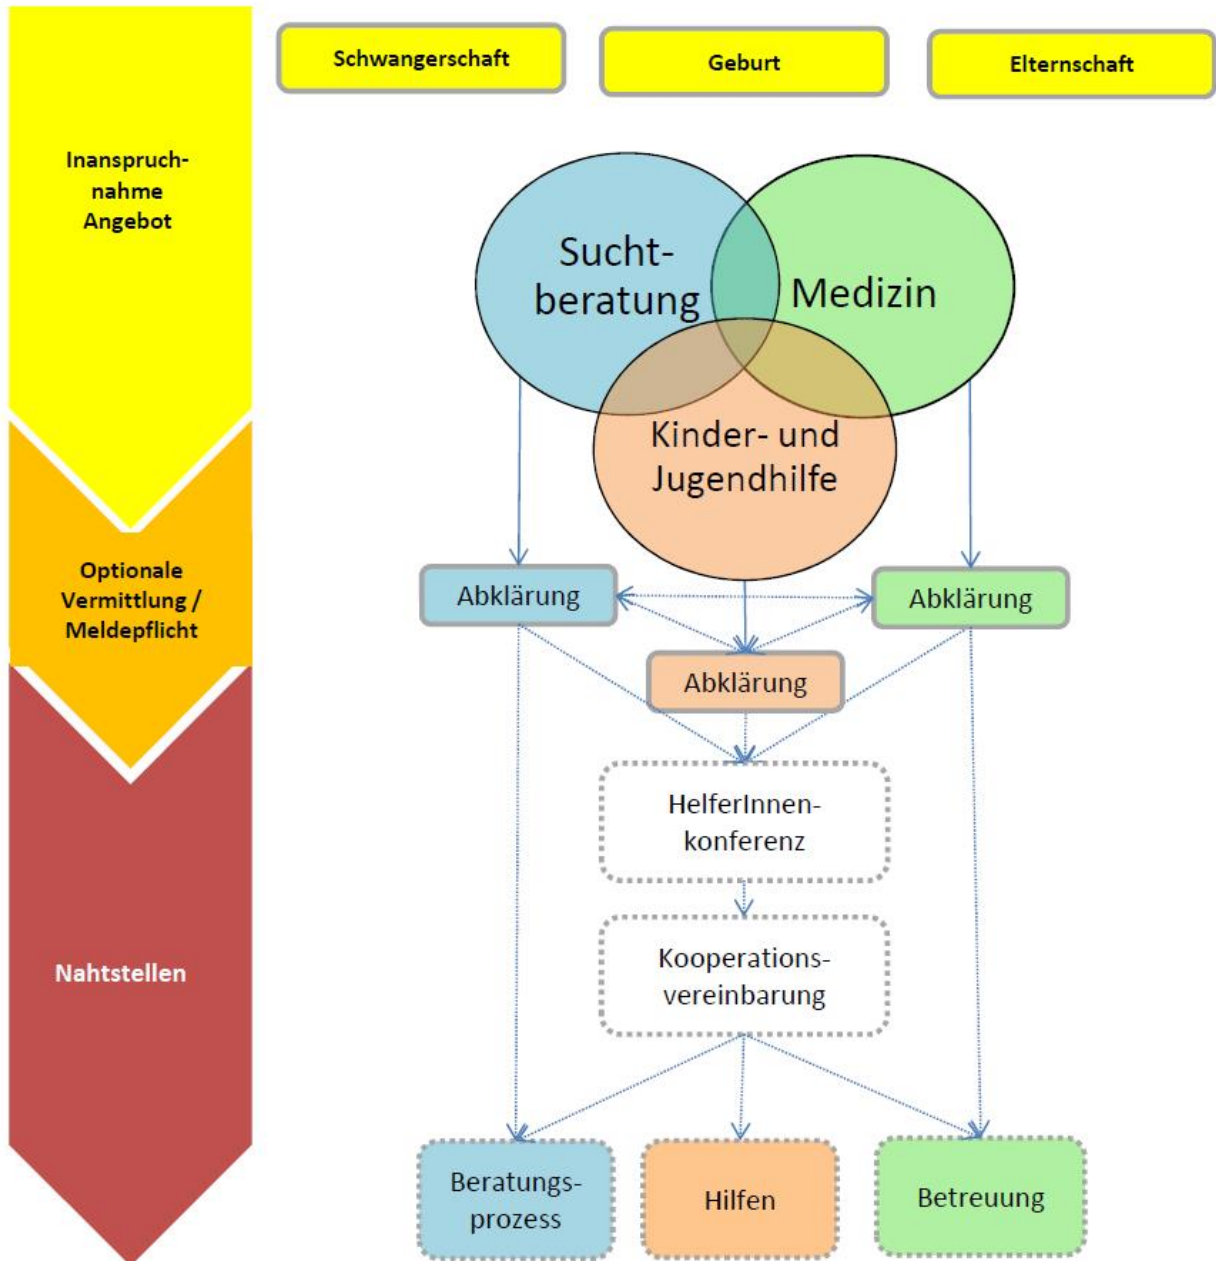 Schwangerschaft
Geburt
Elternschaft
Inanspruch-
nahme
Angebot
Sucht-
beratung
Medizin
Kinder- und
Jugendhilfe
Optionale
Vermittlung /
Meldepflicht
Abklärung
Abklärung
Abklärung
HelferInnen-
konferenz
Nahtstellen
Kooperations-
vereinbarung
Beratungs-
prozess
Hilfen
Betreuung